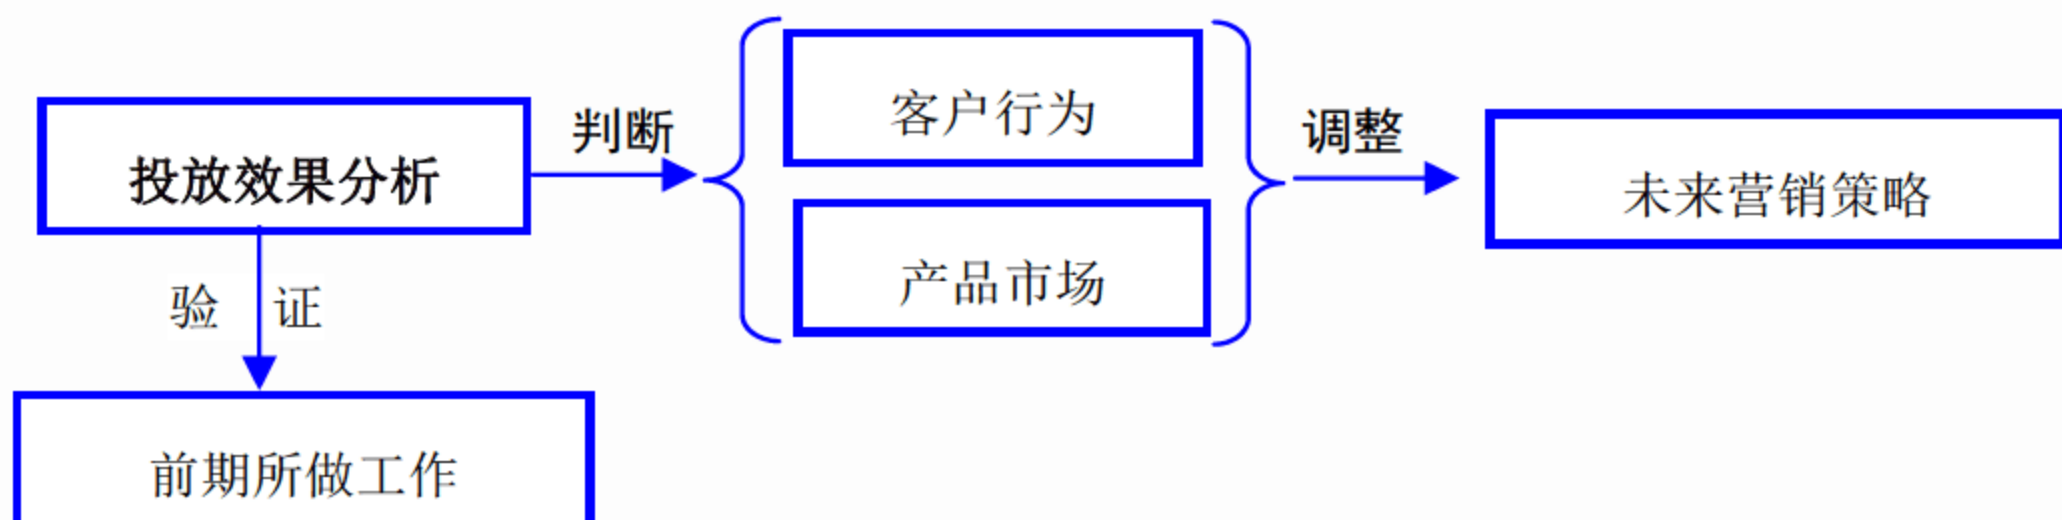 投放效果分析
判断
客户行为
产品市场
调整
未来营销策略
验 证
前期所做工作